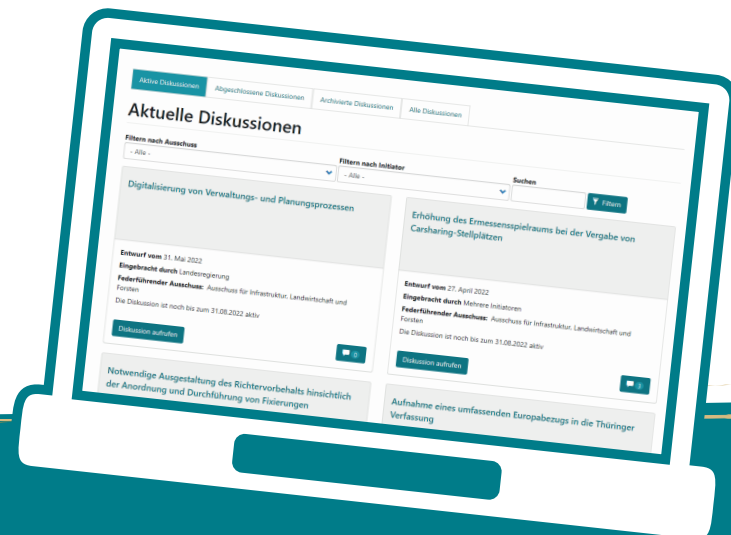 Aktive Diskussionen
Abgeschlossene Diskussionen
Archivierte Diskussionen
Alle Diskussionen
Aktuelle Diskussionen
Filtern nach Ausschuss
- Alle -
Filtern nach Initiator
- Alle -
Suchen
Filtern
Digitalisierung von Verwaltungs- und Planungsprozessen
Entwurf vom 31. Mai 2022
Eingebracht durch Landesregierung
Federführender Ausschuss: Ausschuss für Infrastruktur, Landwirtschaft und
Forsten
Die Diskussion ist noch bis zum 31.08.2022 aktiv
Diskussion aufrufen
0
Erhöhung des Ermessensspielraums bei der Vergabe von
Carsharing-Stellplätzen
Entwurf vom 27. April 2022
Eingebracht durch Mehrere Initiatoren
Federführender Ausschuss: Ausschuss für Infrastruktur, Landwirtschaft und
Forsten
Die Diskussion ist noch bis zum 31.08.2022 aktiv
Diskussion aufrufen
Notwendige Ausgestaltung des Richtervorbehalts hinsichtlich
der Anordnung und Durchführung von Fixierungen
Aufnahme eines umfassenden Europabezugs in die Thüringer
Verfassung